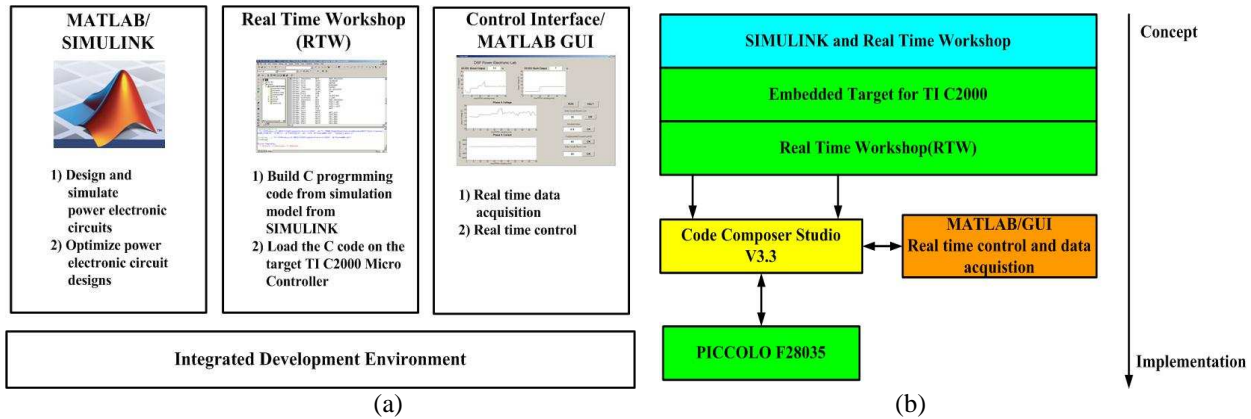 MATLAB/
SIMULINK
1) Design and
simulate
power electronic
circuits
2) Optimize power
electronic circuit
designs
Real Time Workshop
(RTW)
1) Build C progrmming
code from simulation
model from
SIMULINK
2) Load the C code on the
target TI C2000 Micro
Controller
Control Interface/
MATLAB GUI
1) Real time data
acquisition
2) Real time control
Integrated Development Environment
(a)
SIMULINK and Real Time Workshop
Embedded Target for TI C2000
Real Time Workshop(RTW)
Code Composer Studio
V3.3
MATLAB/GUI
Real time control and data
acquistion
PICCOLO F28035
Concept
Implementation
(b)